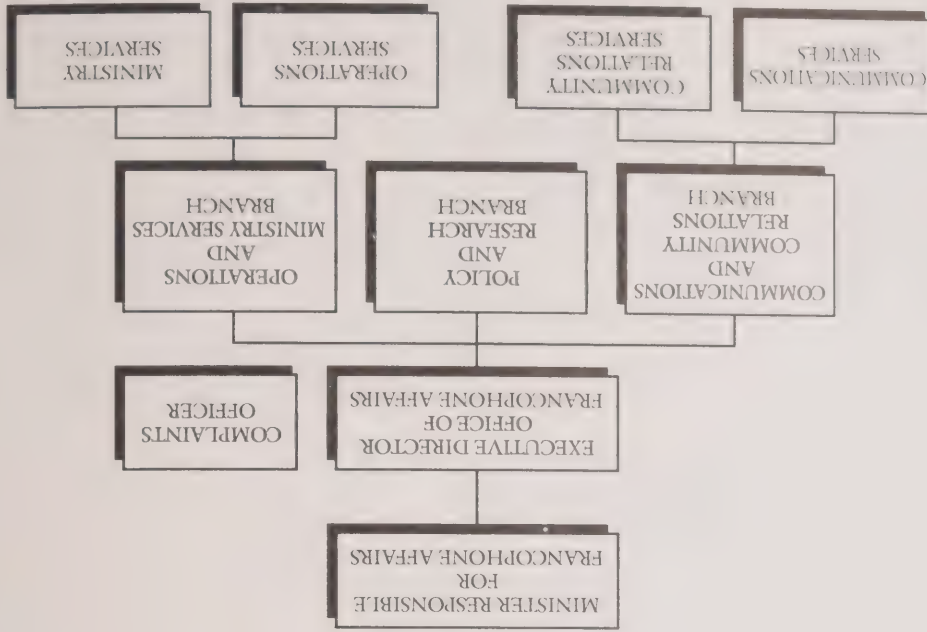 MINISTER RESPONSIBLE
FOR
FRANCOPHONE AFFAIRS
EXECUTIVE DIRECTOR
OFFICE OF
FRANCOPHONE AFFAIRS
COMPLAINTS
OFFICER
COMMUNICATIONS
AND
COMMUNITY
RELATIONS
BRANCH
POLICY
AND
RESEARCH
BRANCH
OPERATIONS
AND
MINISTRY SERVICES
BRANCH
COMMUNICATIONS
SERVICES
COMMUNITY
RELATIONS
SERVICES
OPERATIONS
SERVICES
MINISTRY
SERVICES